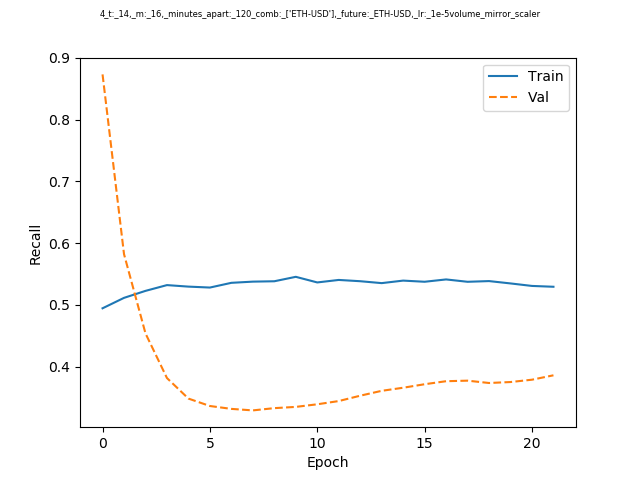 4_t:_14,_m:_16,_minutes_apart:_120_comb:_['ETH-USD'],_future:_ETH-USD,_lr:_1e-5volume_mirror_scaler
0.9
Train
Val
0.8
0.7
0.6
0.5
0.4
Recall
0 5 10 15 20
Epoch